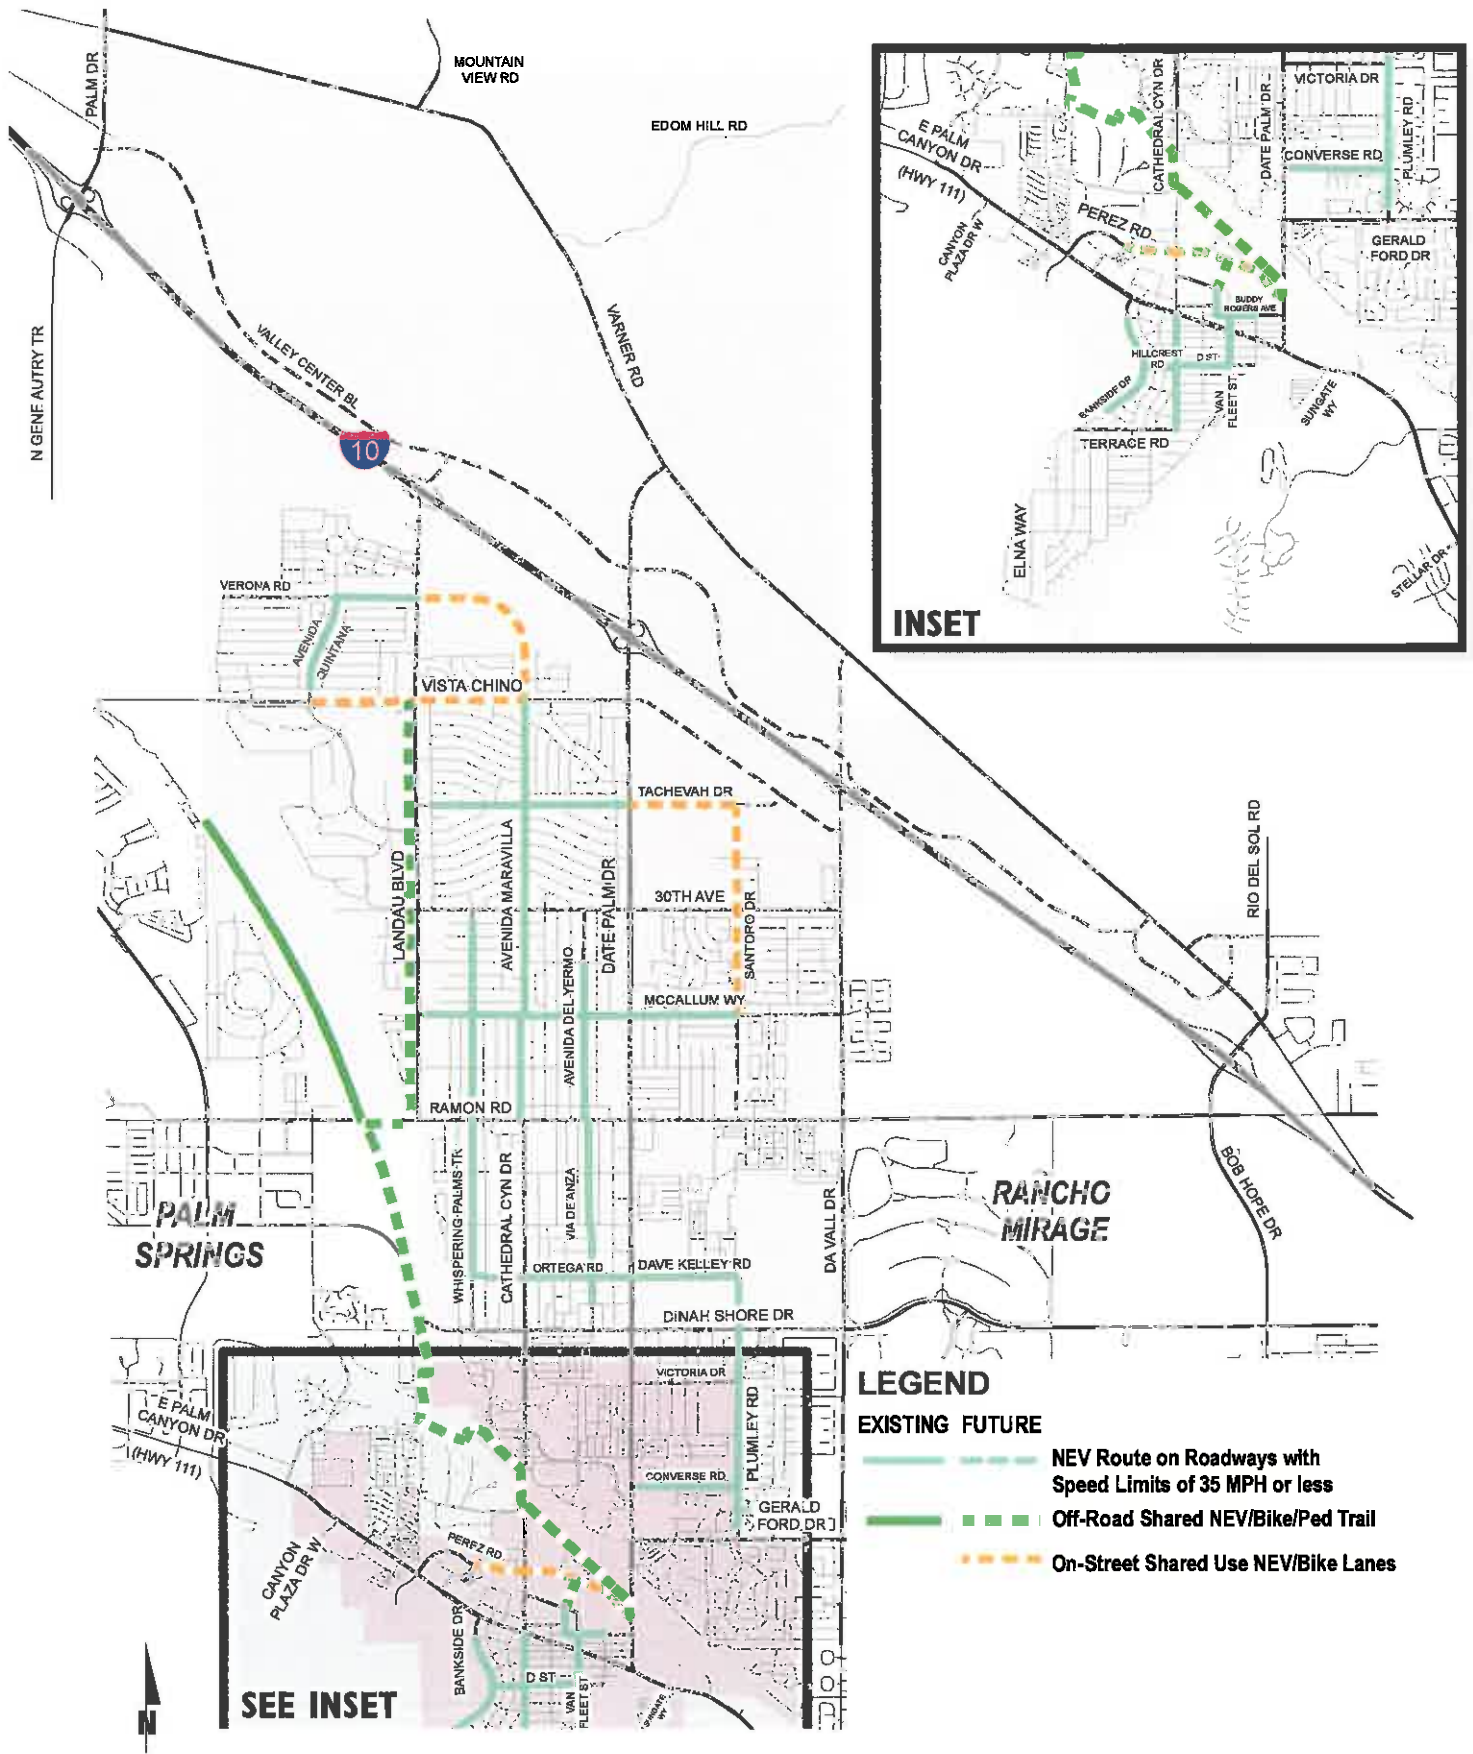 PALM DR
MOUNTAIN
VIEW RD
EDOM HILL RD
N GENE AUTRY TR
VALLEY CENTER BL
VARNER RD
10
VERONA RD
AVENIDA
QUINTANA
VISTA CHINO
TACHEVAH DR
LANDAU BLVD
AVENIDA MARAVILLA
DATE PALM DR
30TH AVE
SANTORO DR
AVENIDA DEL YERMO
MCCALLUM WY
RIO DEL SOL RD
RAMON RD
WHISPERING PALMS TR
CATHEDRAL CYN DR
VIA DE ANZA
DA VALL DR
BOB HOPE DR
PALM
SPRINGS
RANCHO
MIRAGE
ORTEGA RD
DAVE KELLEY RD
DINAH SHORE DR
VICTORIA DR
PLUMLEY RD
CONVERSE RD
GERALD
FORD DR
E PALM
CANYON DR
(HWY 111)
CANYON
PLAZA DR W
PEREZ RD
BANKSIDE DR
D ST
VAN
FLEET ST
SUNGATE
WY
SEE INSET
N
CATHEDRAL CYN DR
DATE PALM DR
VICTORIA DR
PLUMLEY RD
CONVERSE RD
E PALM
CANYON DR
(HWY 111)
CANYON
PLAZA DR W
PEREZ RD
GERALD
FORD DR
BUDDY
ROGERS AVE
HILLCREST
RD
D ST
BANKSIDE DR
VAN
FLEET ST
SUNGATE
WY
TERRACE RD
ELNA WAY
STELLAR DR
INSET
LEGEND
EXISTING FUTURE
NEV Route on Roadways with
Speed Limits of 35 MPH or less
Off-Road Shared NEV/Bike/Ped Trail
On-Street Shared Use NEV/Bike Lanes